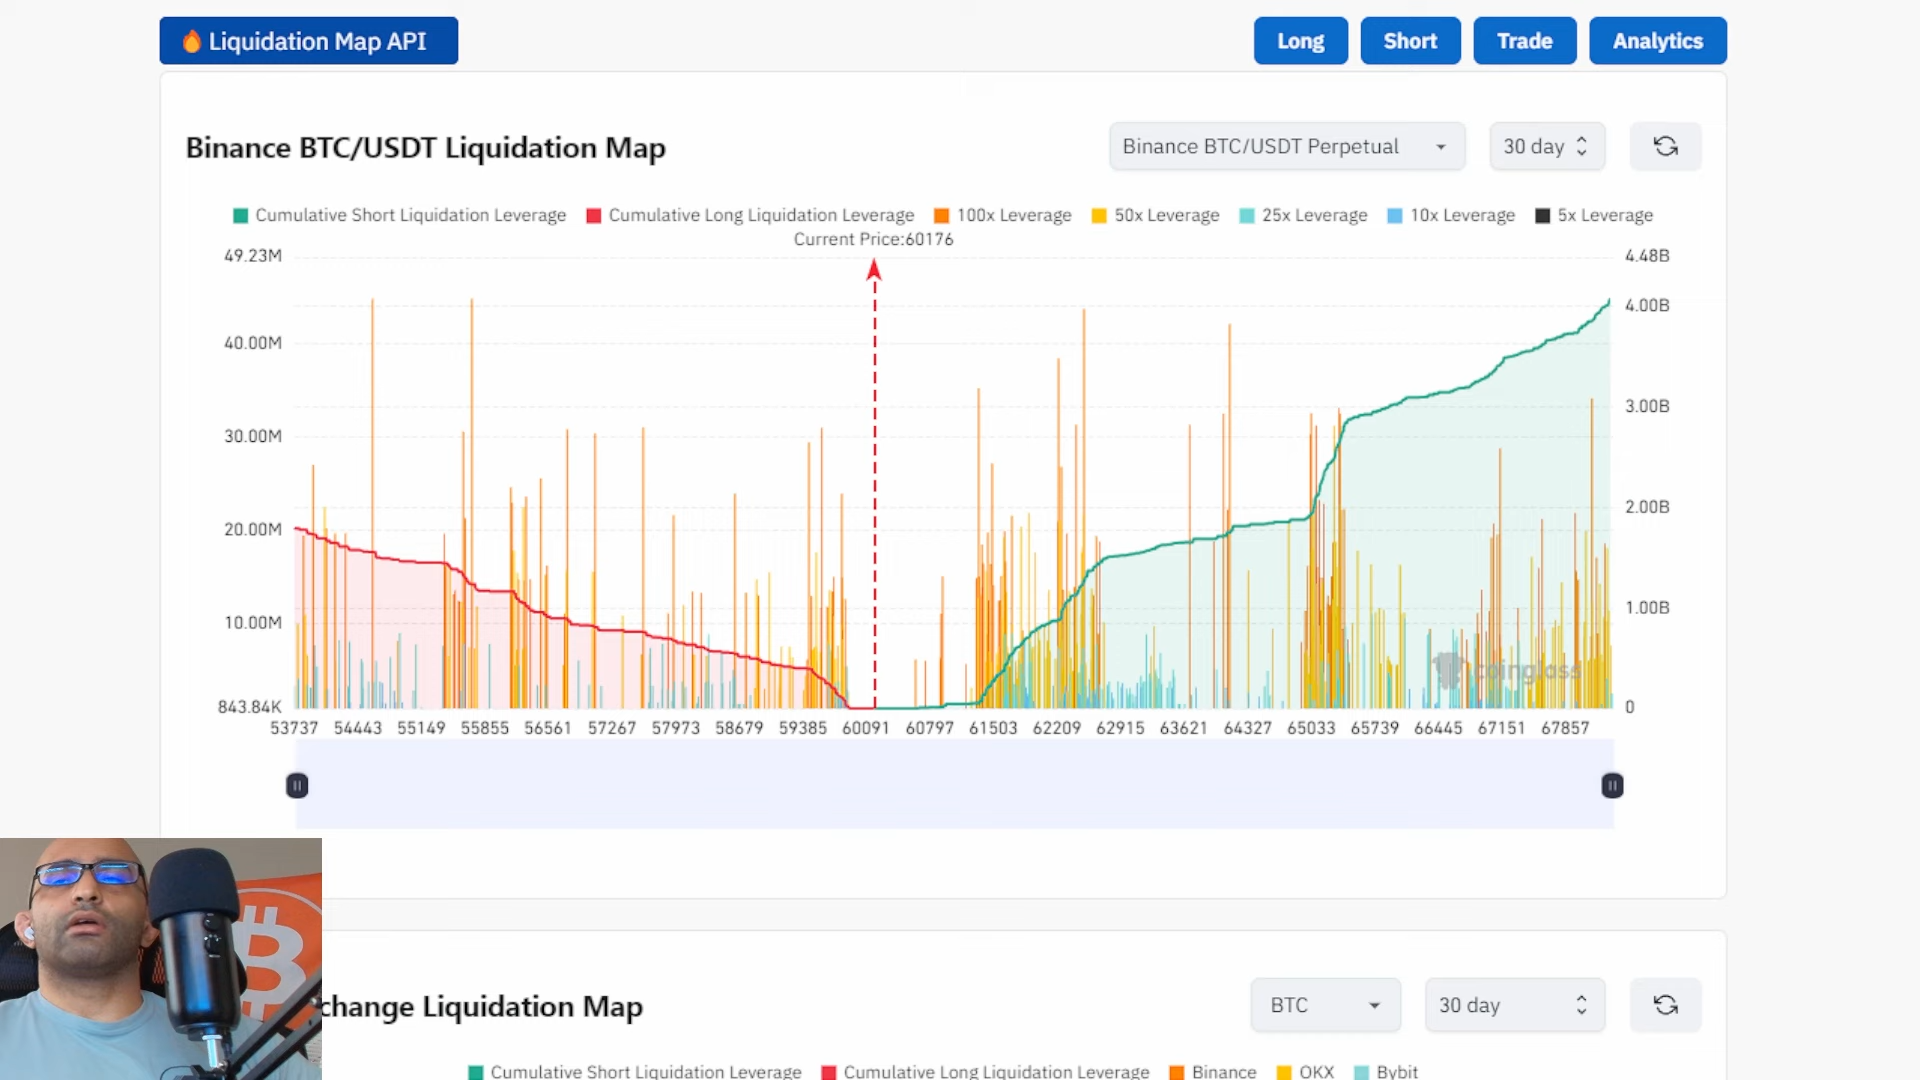 Liquidation Map API
Long
Short
Trade
Analytics
Binance BTC/USDT Liquidation Map
Binance BTC/USDT Perpetual
30 day
Cumulative Short Liquidation Leverage
Cumulative Long Liquidation Leverage
100x Leverage
50x Leverage
25x Leverage
10x Leverage
5x Leverage
Current Price:60176
49.23M
40.00M
30.00M
20.00M
10.00M
843.84K
4.48B
4.00B
3.00B
2.00B
1.00B
0
coinglass
53737 54443 55149 55855 56561 57267 57973 58679 59385 60091 60797 61503 62209 62915 63621 64327 65033 65739 66445 67151 67857
change Liquidation Map
BTC
30 day
Cumulative Short Liquidation Leverage
Cumulative Long Liquidation Leverage
Binance
OKX
Bybit